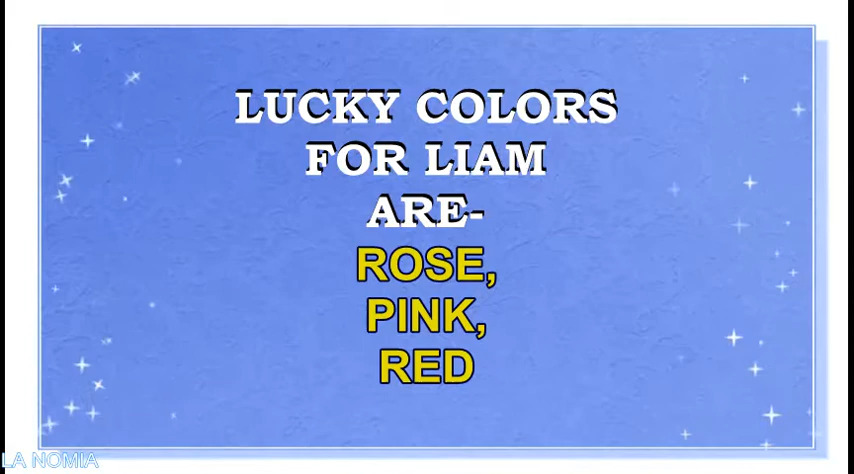 LUCKY COLORS
FOR LIAM
ARE-
ROSE,
PINK,
RED
LA NOMIA